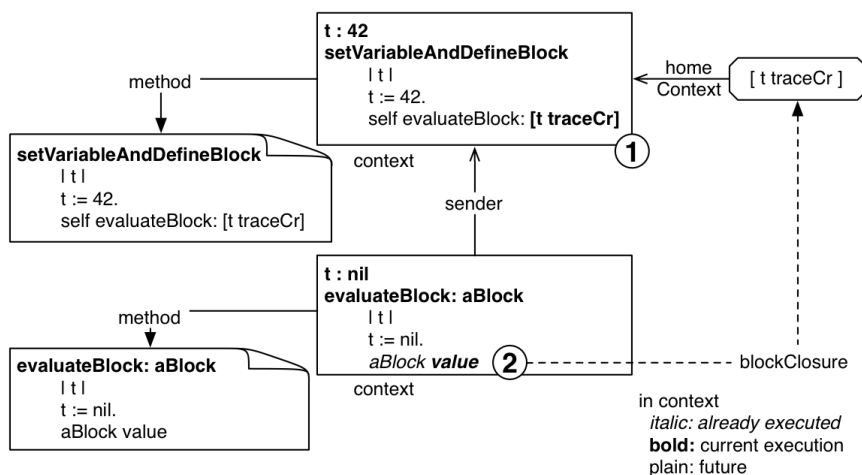 t : 42
setVariableAndDefineBlock
| t |
t := 42.
self evaluateBlock: [t traceCr]
method
home
Context
[ t traceCr ]
1
context
setVariableAndDefineBlock
| t |
t := 42.
self evaluateBlock: [t traceCr]
sender
t : nil
evaluateBlock: aBlock
| t |
t := nil.
aBlock value
2
context
method
evaluateBlock: aBlock
| t |
t := nil.
aBlock value
blockClosure
in context
italic: already executed
bold: current execution
plain: future